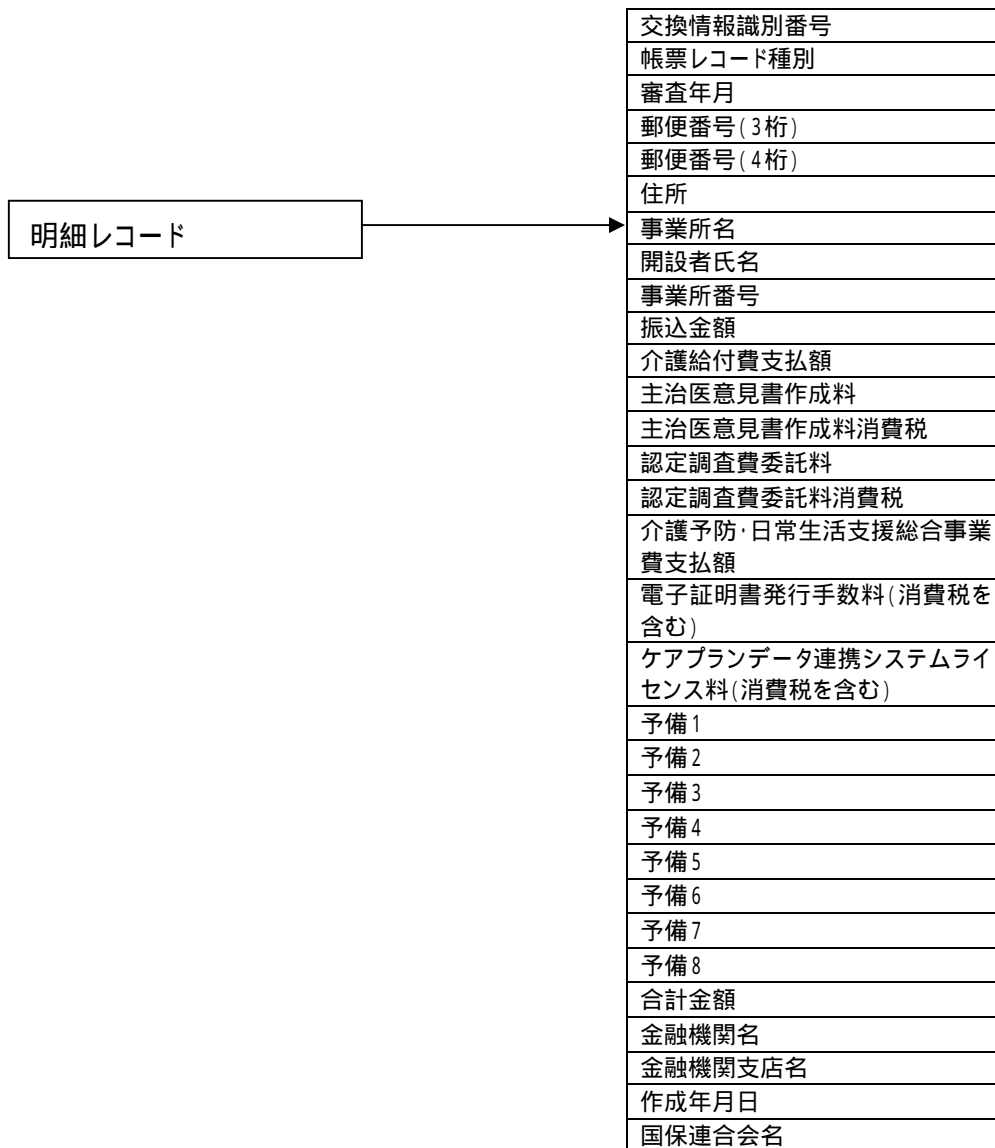 交換情報識別番号
帳票レコード種別
審査年月
郵便番号(3桁)
郵便番号(4桁)
住所
明細レコード
事業所名
開設者氏名
事業所番号
振込金額
介護給付費支払額
主治医意見書作成料
主治医意見書作成料消費税
認定調査費委託料
認定調査費委託料消費税
介護予防・日常生活支援総合事業
費支払額
電子証明書発行手数料(消費税を
含む)
ケアプランデータ連携システムライ
センス料(消費税を含む)
予備1
予備2
予備3
予備4
予備5
予備6
予備7
予備8
合計金額
金融機関名
金融機関支店名
作成年月日
国保連合会名